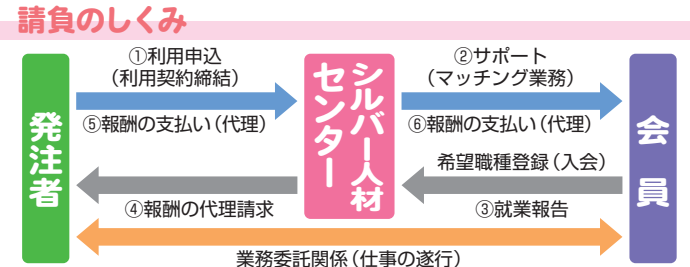 請負のしくみ
①利用申込
(利用契約締結)
②サポート
(マッチング業務)
発注者
シルバー人材
センター
会員
⑤報酬の支払い(代理)
⑥報酬の支払い(代理)
希望職種登録(入会)
④報酬の代理請求
③就業報告
業務委託関係(仕事の遂行)